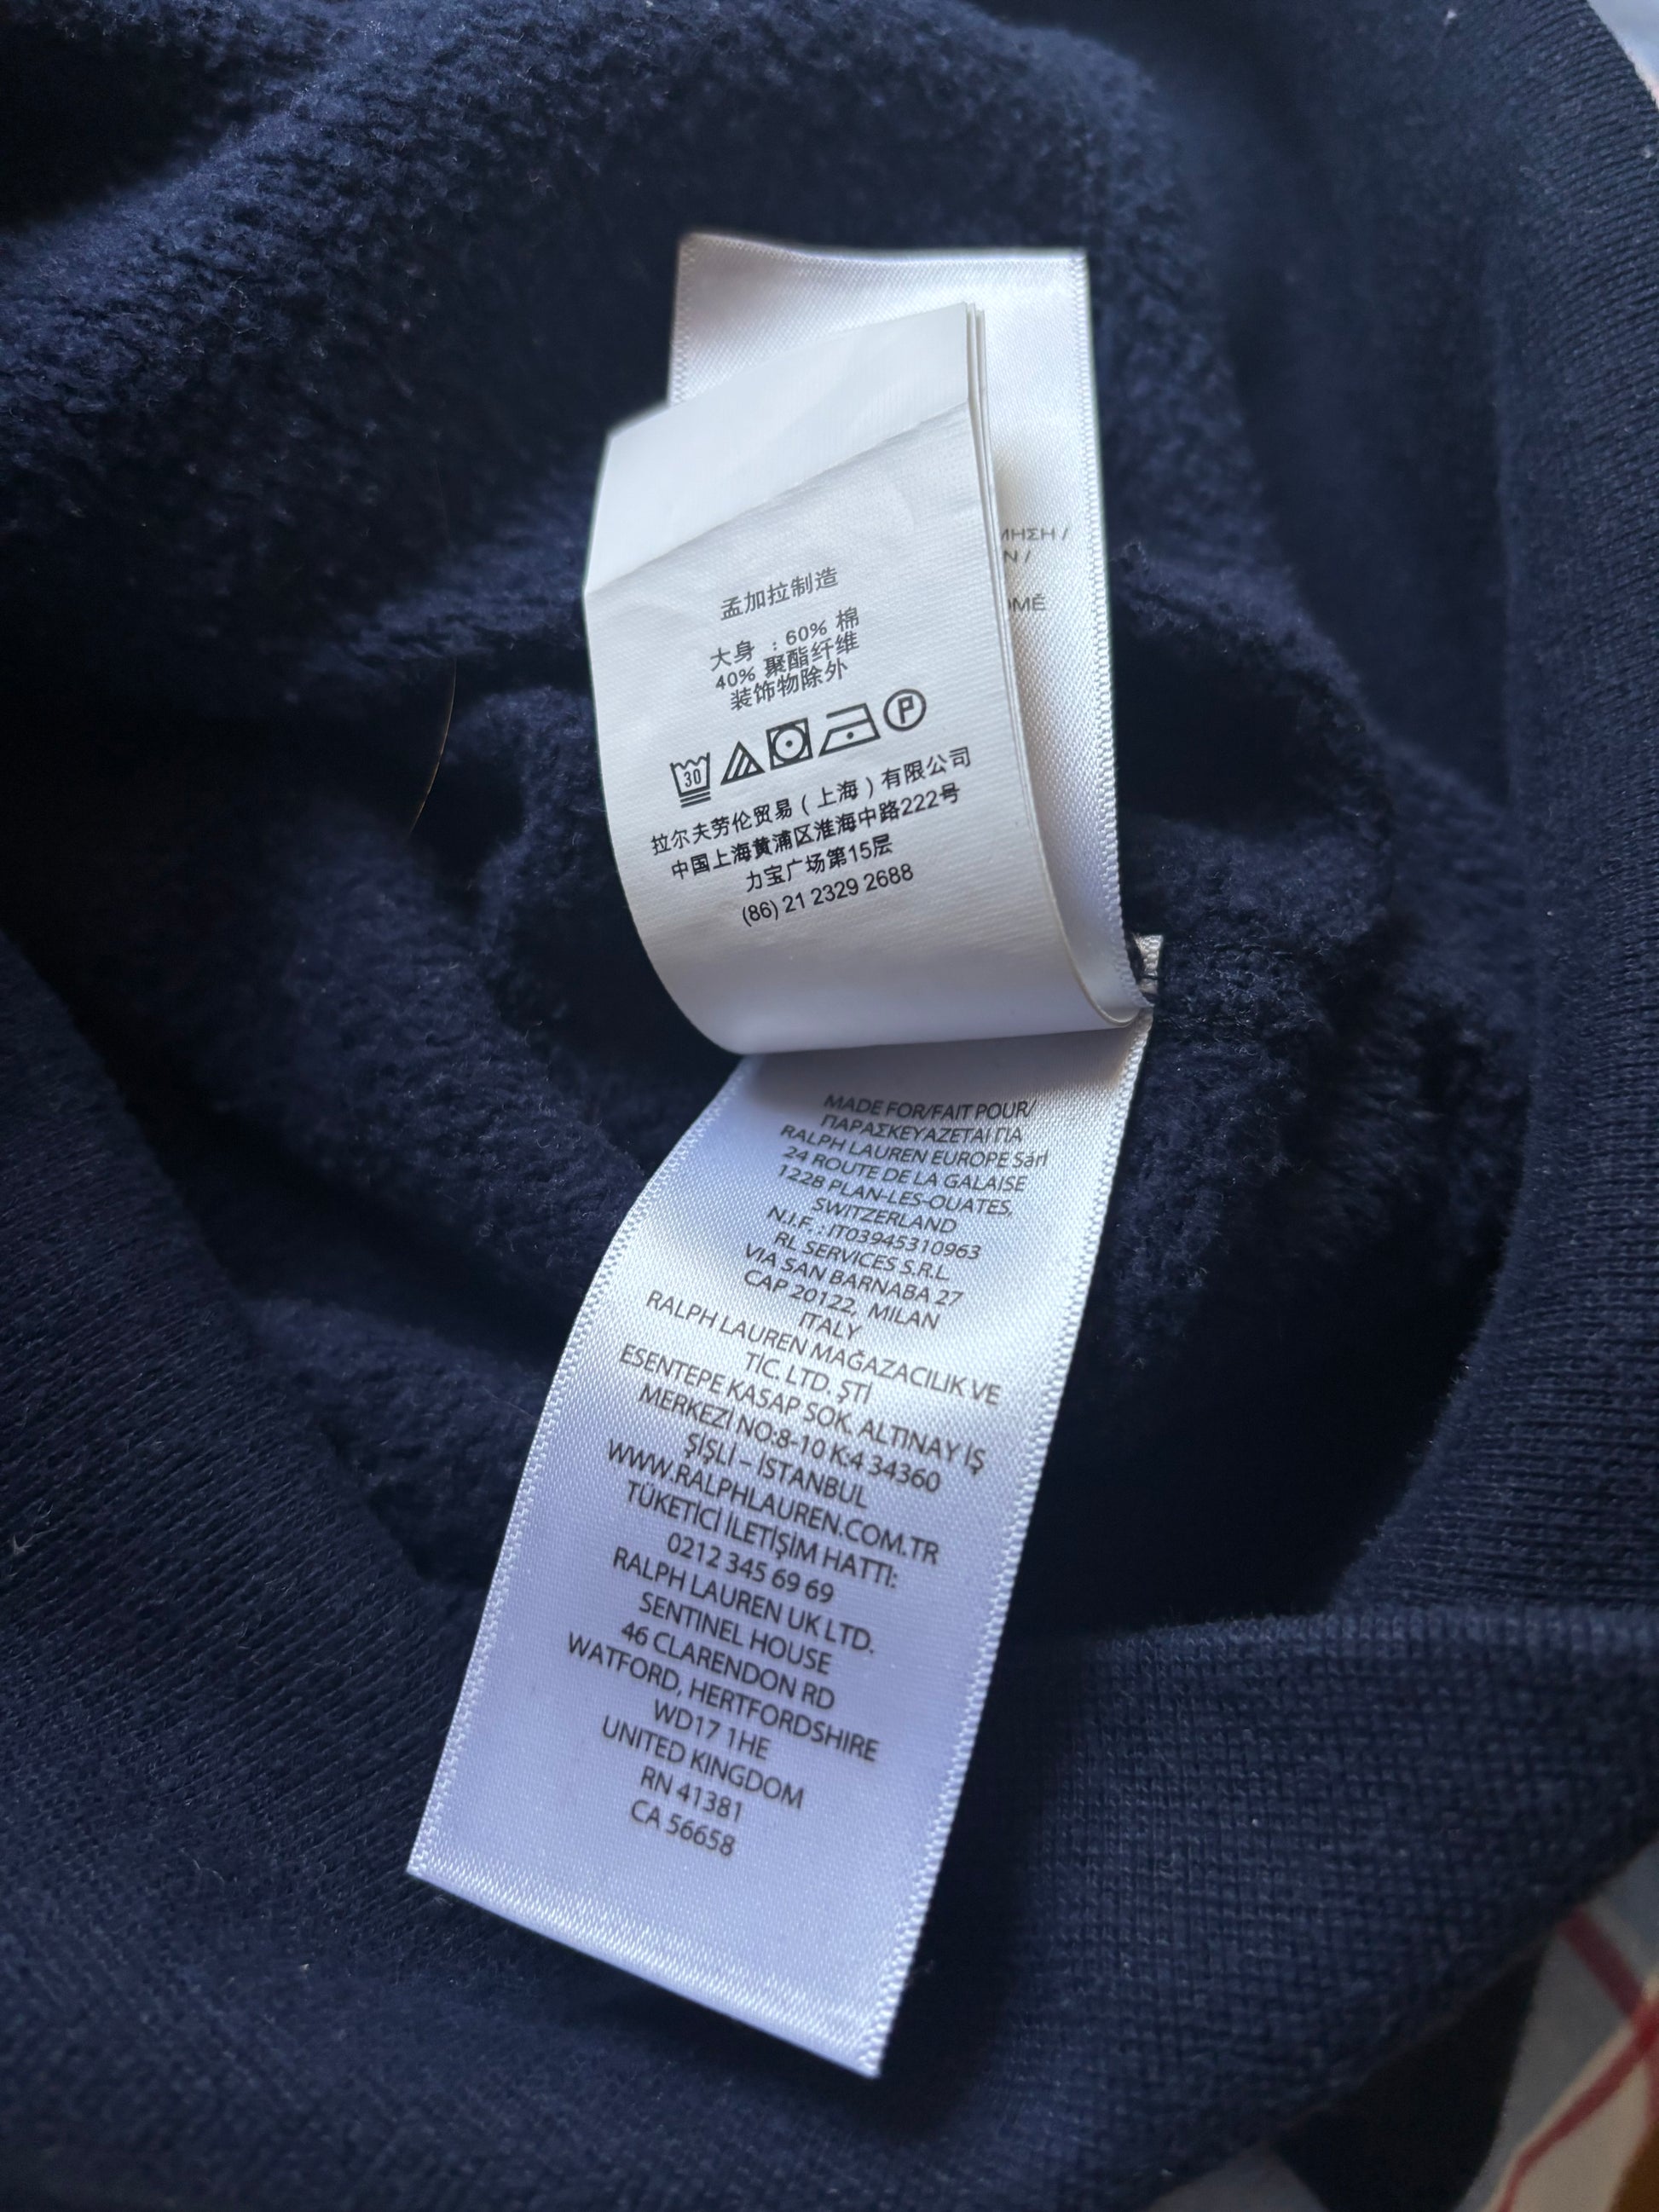 孟加拉制造
大身 : 60% 棉
40% 聚酯纤维
装饰物除外
30
P
拉尔夫劳伦贸易（上海）有限公司
中国上海黄浦区淮海中路222号
力宝广场第15层
(86) 21 2329 2688
ΜΗΣΗ /
N /
OMÉ
MADE FOR/FAIT POUR/
ΠΑΡΑΣΚΕΥΑΖΕΤΑΙ ΓΙΑ
RALPH LAUREN EUROPE Sárl
24 ROUTE DE LA GALAISE
1228 PLAN-LES-OUATES,
SWITZERLAND
N.I.F. : IT03945310963
RL SERVICES S.R.L
VIA SAN BARNABA 27
CAP 20122, MILAN
ITALY
RALPH LAUREN MAĞAZACILIK VE
TİC. LTD. ŞTİ
ESENTEPE KASAP SOK. ALTINAY İŞ
MERKEZİ NO:8-10 K:4 34360
ŞİŞLİ – İSTANBUL
WWW.RALPHLAUREN.COM.TR
TÜKETİCİ İLETİŞİM HATTI:
0212 345 69 69
RALPH LAUREN UK LTD.
SENTINEL HOUSE
46 CLARENDON RD
WATFORD, HERTFORDSHIRE
WD17 1HE
UNITED KINGDOM
RN 41381
CA 56658